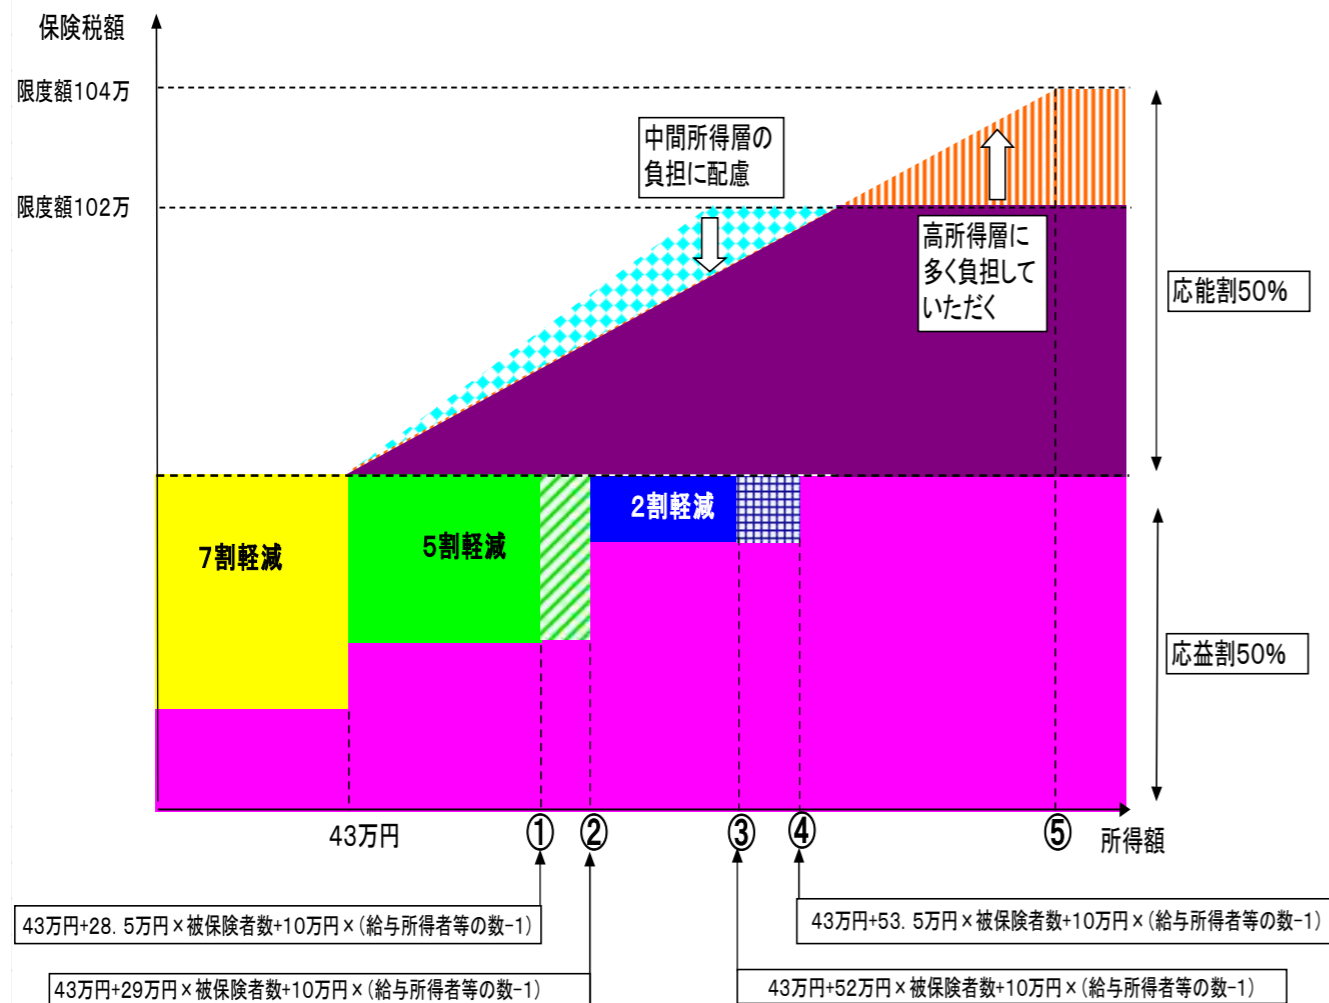 保険税額
限度額104万
中間所得層の
負担に配慮
限度額102万
高所得層に
多く負担して
いただく
応能割50%
7割軽減
5割軽減
2割軽減
応益割50%
43万円
①
②
③
④
⑤
所得額
43万円+28.5万円×被保険者数+10万円×(給与所得者等の数-1)
43万円+53.5万円×被保険者数+10万円×(給与所得者等の数-1)
43万円+29万円×被保険者数+10万円×(給与所得者等の数-1)
43万円+52万円×被保険者数+10万円×(給与所得者等の数-1)